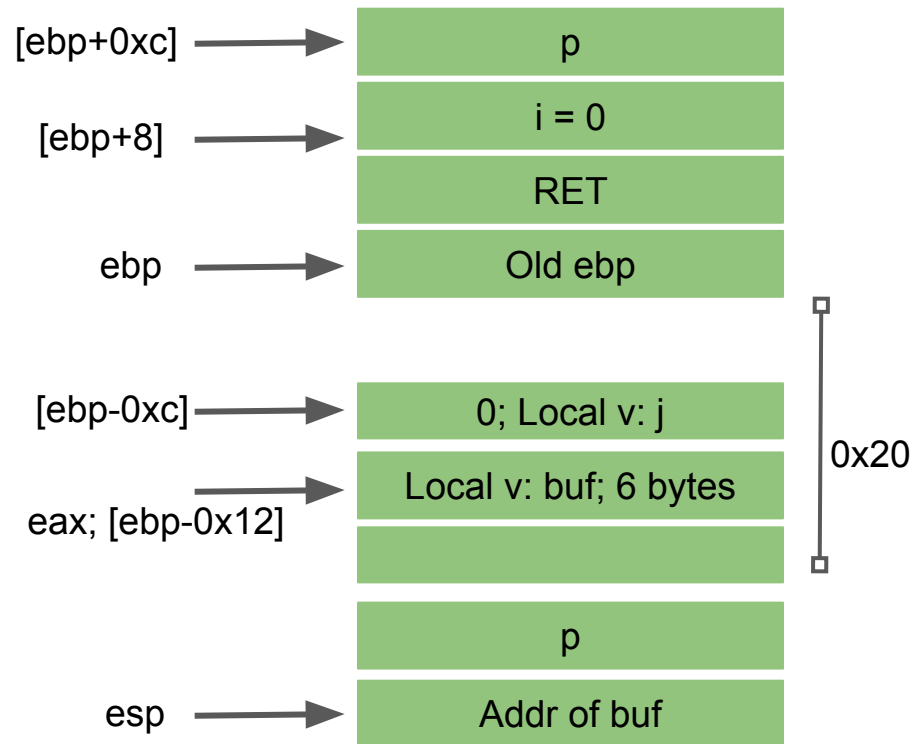 [ebp+0xc]
p
i = 0
[ebp+8]
RET
ebp
Old ebp
[ebp-0xc]
0; Local v: j
0x20
Local v: buf; 6 bytes
eax; [ebp-0x12]
p
esp
Addr of buf